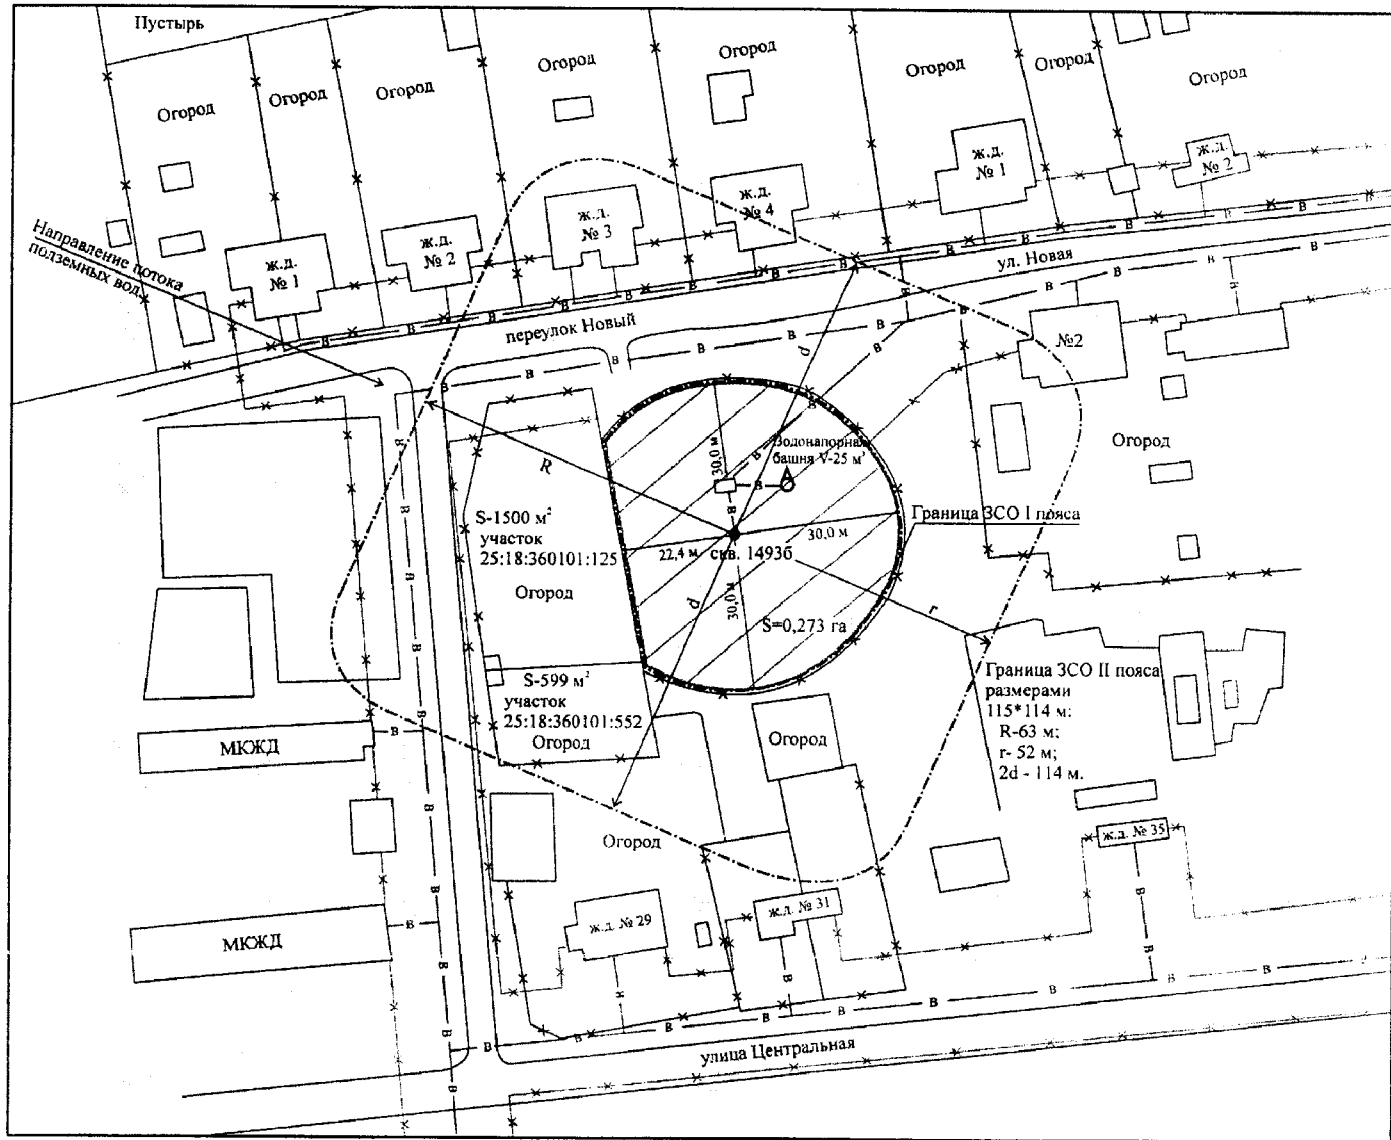 Пустырь
Огород
Огород
Огород
Огород
Огород
Огород
Огород
Огород
ж.д.
№ 1
ж.д.
№ 2
ж.д.
№ 3
ж.д.
№ 4
ж.д.
№ 1
ж.д.
№ 2
Направление потока
подземных вод
переулок Новый
ул. Новая
№2
Огород
R
d
30,0 м
Водонапорная
башня V-25 м³
Граница ЗСО I пояса
S-1500 м²
участок
25:18:360101:125
Огород
22,4 м
скв. 1493б
30,0 м
30,0 м
d
r
S=0,273 га
S-599 м²
участок
25:18:360101:552
Огород
Граница ЗСО II пояса
размерами
115*114 м:
R-63 м;
r- 52 м;
2d - 114 м.
МКЖД
Огород
Огород
ж.д. № 35
МКЖД
ж.д. № 29
ж.д. № 31
улица Центральная